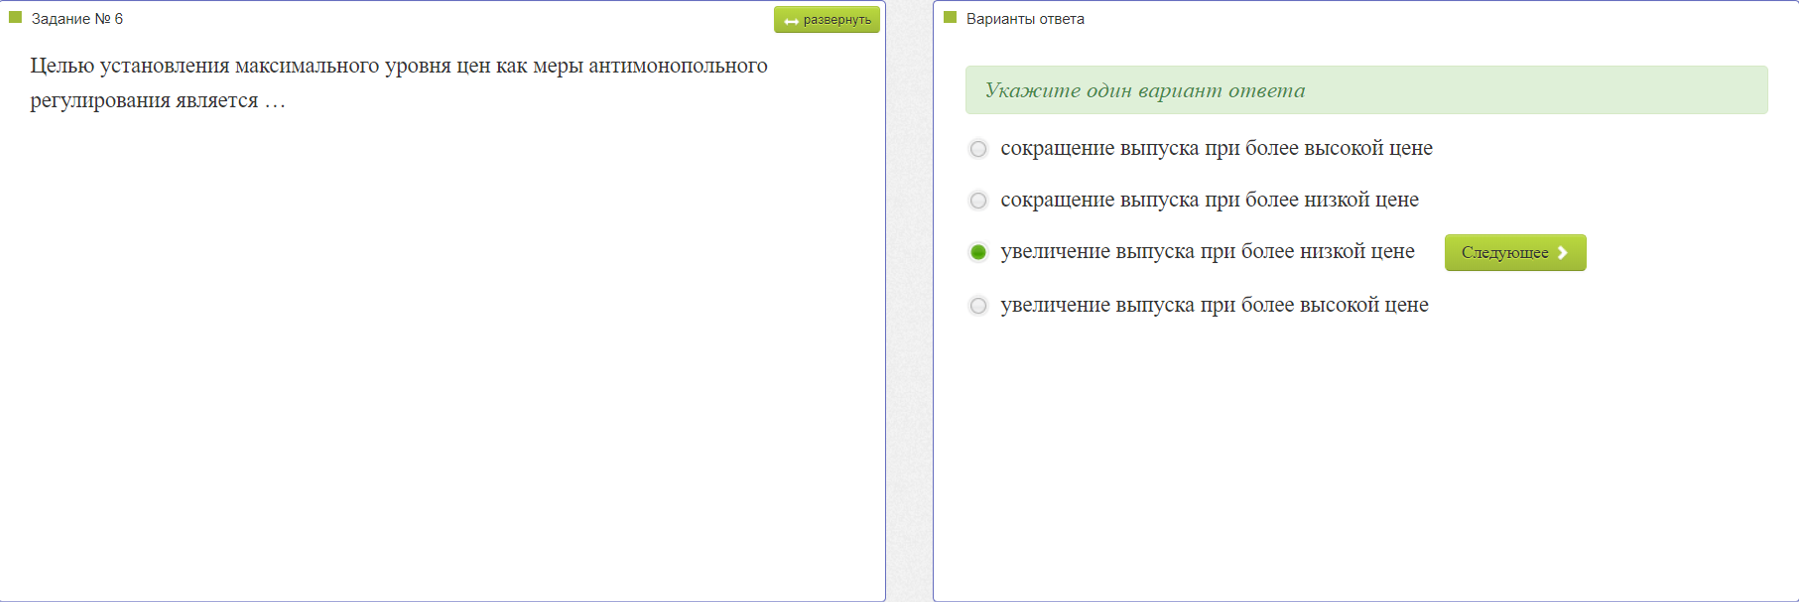 Задание № 6
развернуть
Целью установления максимального уровня цен как меры антимонопольного
регулирования является …
Варианты ответа
Укажите один вариант ответа
сокращение выпуска при более высокой цене
сокращение выпуска при более низкой цене
увеличение выпуска при более низкой цене
Следующее
увеличение выпуска при более высокой цене